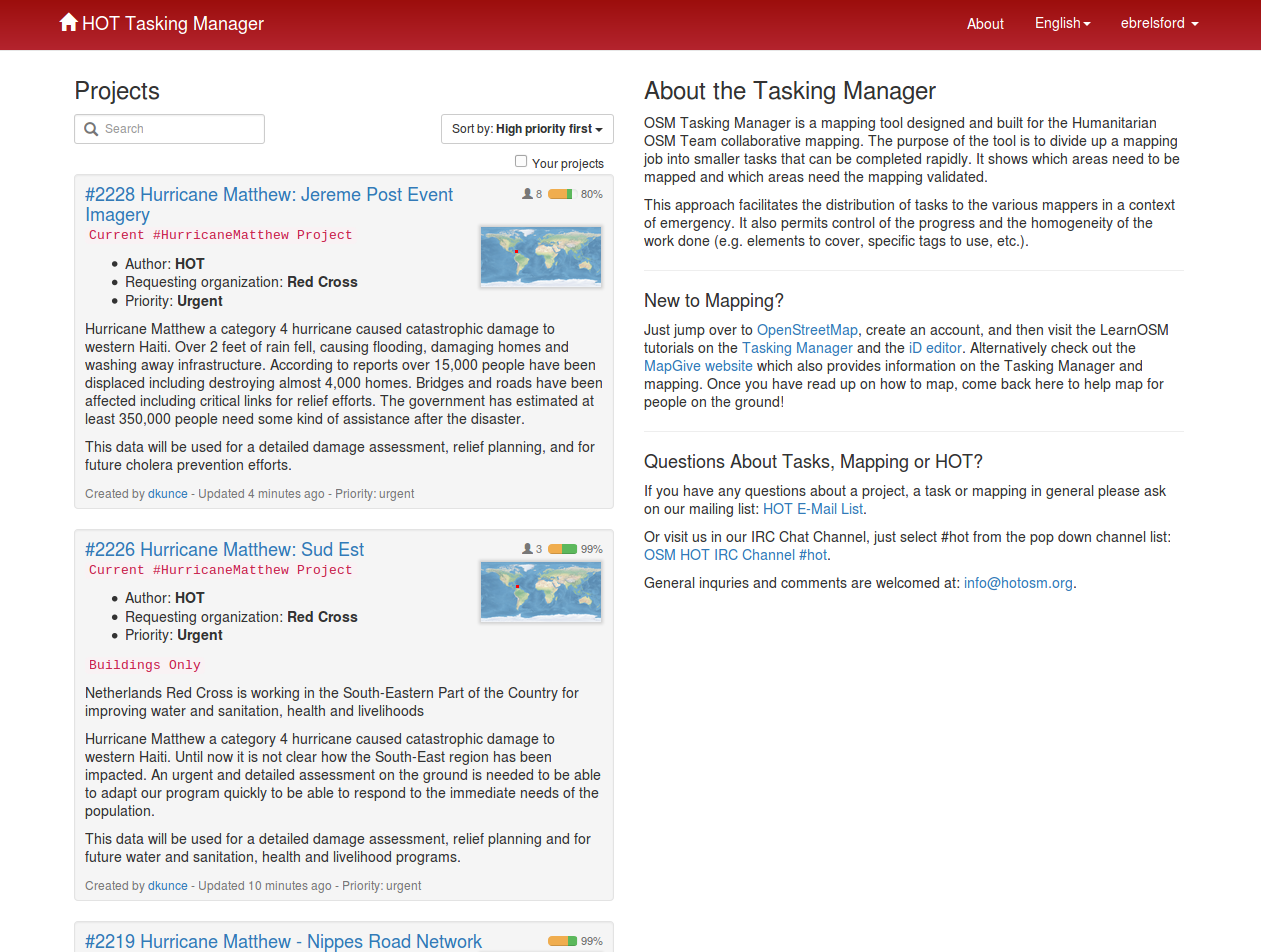 HOT Tasking Manager
About
English
ebrelsford
Projects
Search
Sort by: High priority first
Your projects
#2228 Hurricane Matthew: Jereme Post Event
Imagery
8
80%
Current #HurricaneMatthew Project
Author: HOT
Requesting organization: Red Cross
Priority: Urgent
Hurricane Matthew a category 4 hurricane caused catastrophic damage to
western Haiti. Over 2 feet of rain fell, causing flooding, damaging homes and
washing away infrastructure. According to reports over 15,000 people have been
displaced including destroying almost 4,000 homes. Bridges and roads have been
affected including critical links for relief efforts. The government has estimated at
least 350,000 people need some kind of assistance after the disaster.
This data will be used for a detailed damage assessment, relief planning, and for
future cholera prevention efforts.
Created by dkunce - Updated 4 minutes ago - Priority: urgent
#2226 Hurricane Matthew: Sud Est
3
99%
Current #HurricaneMatthew Project
Author: HOT
Requesting organization: Red Cross
Priority: Urgent
Buildings Only
Netherlands Red Cross is working in the South-Eastern Part of the Country for
improving water and sanitation, health and livelihoods
Hurricane Matthew a category 4 hurricane caused catastrophic damage to
western Haiti. Until now it is not clear how the South-East region has been
impacted. An urgent and detailed assessment on the ground is needed to be able
to adapt our program quickly to be able to respond to the immediate needs of the
population.
This data will be used for a detailed damage assessment, relief planning and for
future water and sanitation, health and livelihood programs.
Created by dkunce - Updated 10 minutes ago - Priority: urgent
#2219 Hurricane Matthew - Nippes Road Network
99%
About the Tasking Manager
OSM Tasking Manager is a mapping tool designed and built for the Humanitarian
OSM Team collaborative mapping. The purpose of the tool is to divide up a mapping
job into smaller tasks that can be completed rapidly. It shows which areas need to be
mapped and which areas need the mapping validated.
This approach facilitates the distribution of tasks to the various mappers in a context
of emergency. It also permits control of the progress and the homogeneity of the
work done (e.g. elements to cover, specific tags to use, etc.).
New to Mapping?
Just jump over to OpenStreetMap, create an account, and then visit the LearnOSM
tutorials on the Tasking Manager and the iD editor. Alternatively check out the
MapGive website which also provides information on the Tasking Manager and
mapping. Once you have read up on how to map, come back here to help map for
people on the ground!
Questions About Tasks, Mapping or HOT?
If you have any questions about a project, a task or mapping in general please ask
on our mailing list: HOT E-Mail List.
Or visit us in our IRC Chat Channel, just select #hot from the pop down channel list:
OSM HOT IRC Channel #hot.
General inquries and comments are welcomed at: info@hotosm.org.